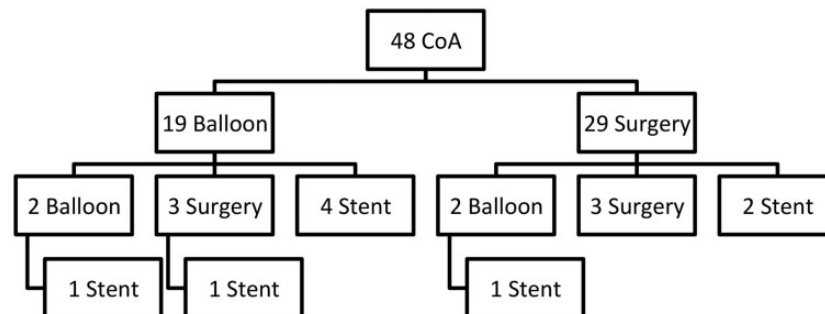 48 CoA
19 Balloon
29 Surgery
2 Balloon
3 Surgery
4 Stent
2 Balloon
3 Surgery
2 Stent
1 Stent
1 Stent
1 Stent